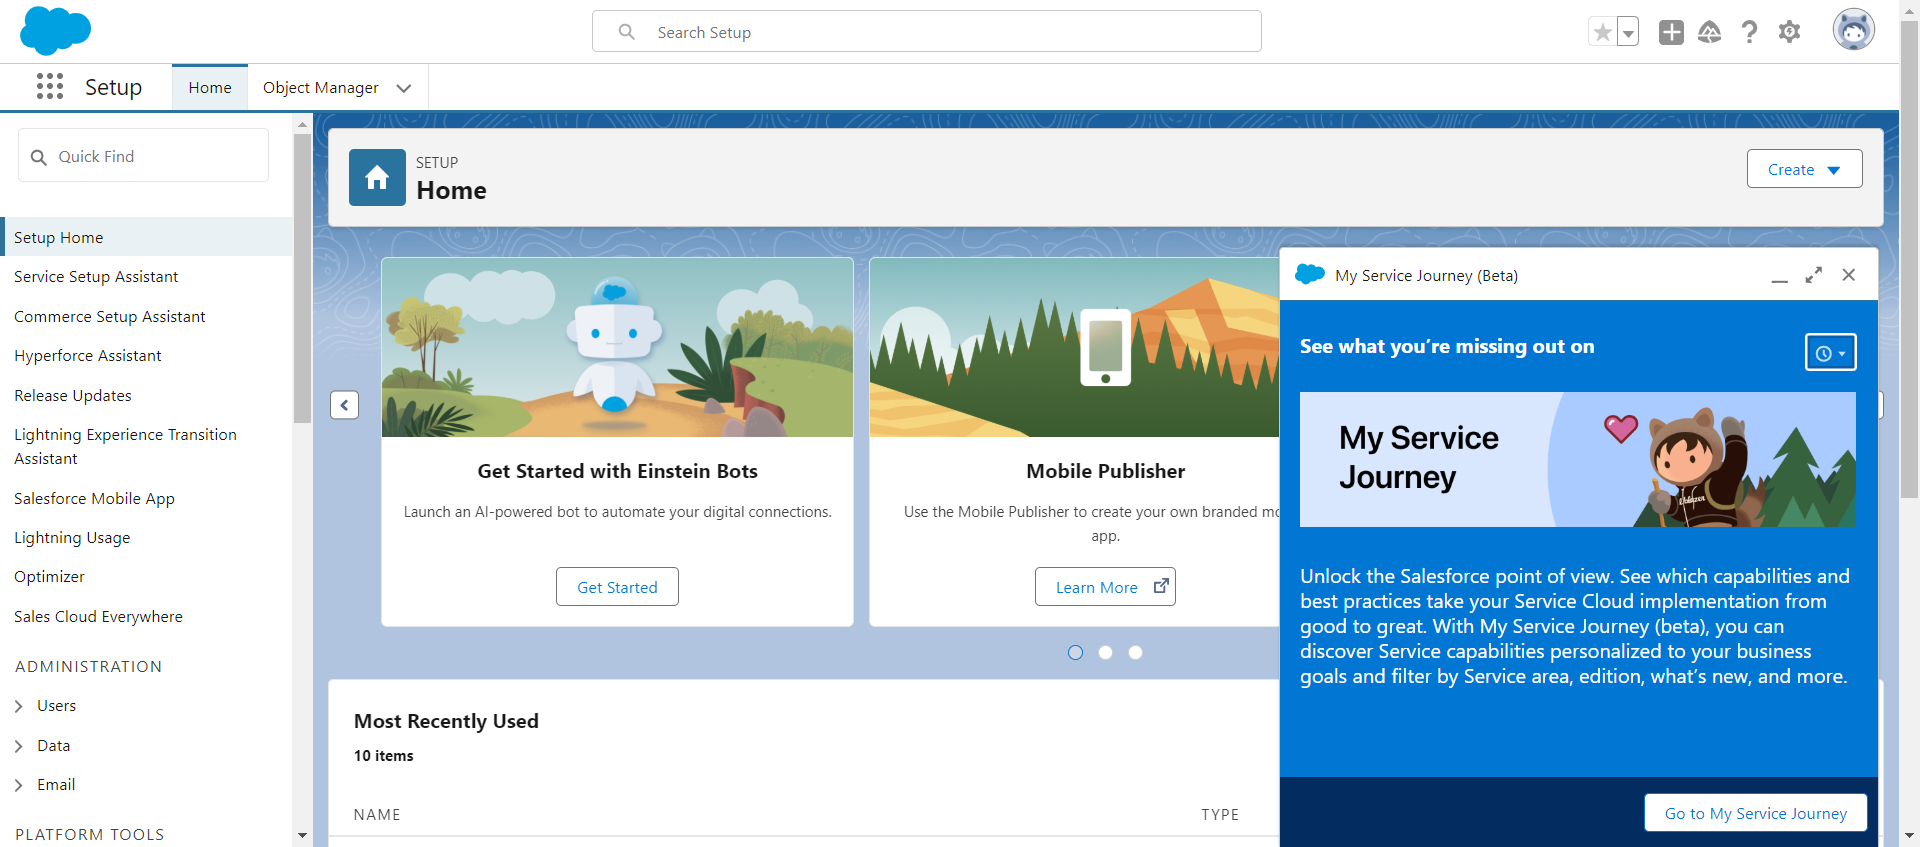 Search Setup
Setup
Home
Object Manager
Quick Find
Setup Home
Service Setup Assistant
Commerce Setup Assistant
Hyperforce Assistant
Release Updates
Lightning Experience Transition
Assistant
Salesforce Mobile App
Lightning Usage
Optimizer
Sales Cloud Everywhere
ADMINISTRATION
Users
Data
Email
PLATFORM TOOLS
SETUP
Home
Create
Get Started with Einstein Bots
Launch an AI-powered bot to automate your digital connections.
Get Started
Mobile Publisher
Use the Mobile Publisher to create your own branded
app.
Learn More
Most Recently Used
10 items
NAME
TYPE
My Service Journey (Beta)
See what you’re missing out on
My Service
Journey
Unlock the Salesforce point of view. See which capabilities and
best practices take your Service Cloud implementation from
good to great. With My Service Journey (beta), you can
discover Service capabilities personalized to your business
goals and filter by Service area, edition, what’s new, and more.
Go to My Service Journey